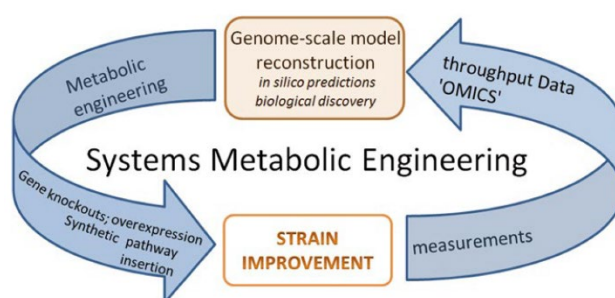 Genome-scale model
reconstruction
in silico predictions
biological discovery
Metabolic
engineering
throughput Data
'OMICS'
Systems Metabolic Engineering
Gene knockouts; overexpression
Synthetic pathway
insertion
STRAIN
IMPROVEMENT
measurements